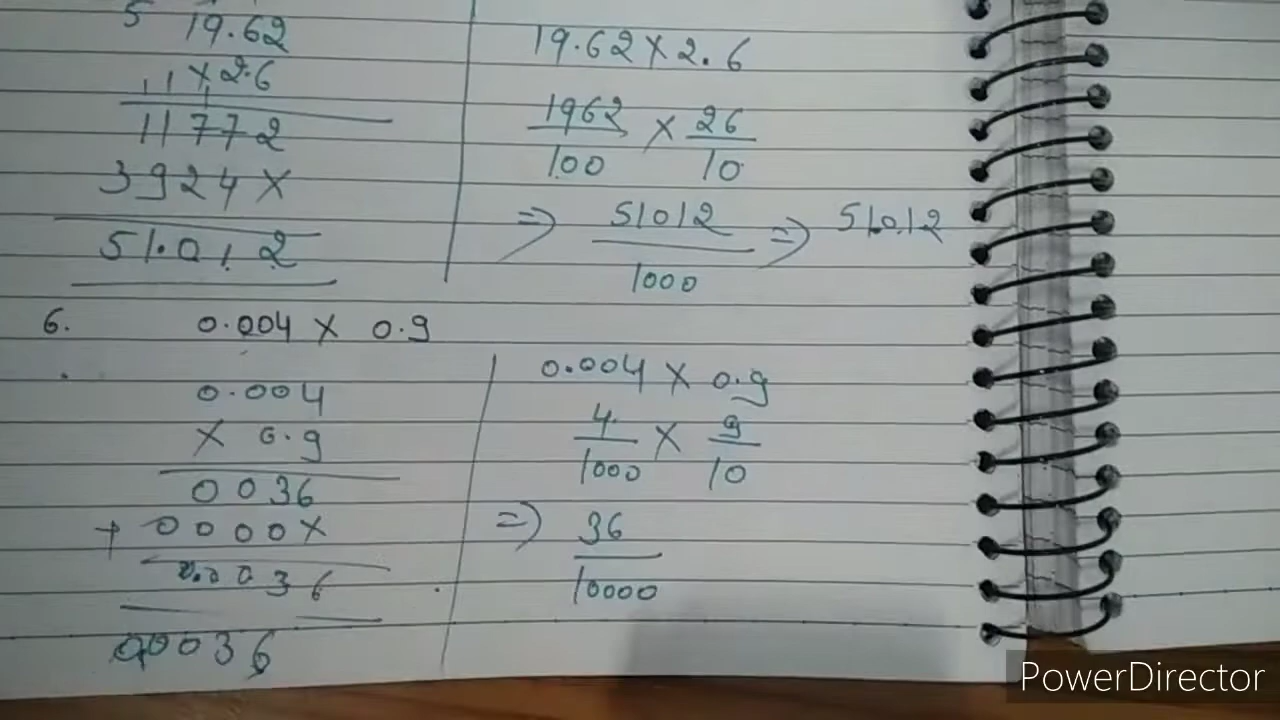 5 19.62
× 2.6
11772
3924×
51.012
19.62 × 2.6
1962/100 × 26/10
=> 51012/1000 => 51.012
6. 0.004 × 0.9
0.004
× 0.9
0036
+ 0000×
0.0036
00036
0.004 × 0.9
4/1000 × 9/10
=> 36/10000
PowerDirector